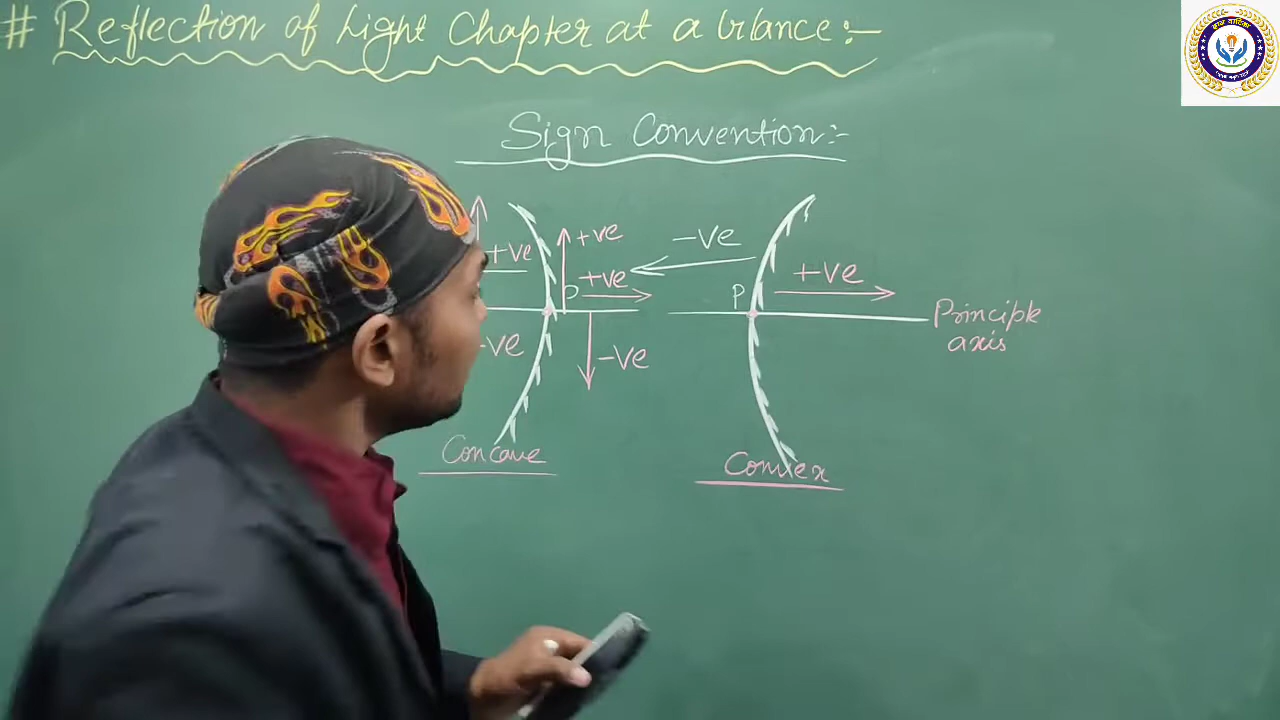 # Reflection of Light Chapter at a Glance:-
Sign Convention:-
+ve
+ve
-ve
+ve
+ve
P
-ve
-ve
Concave
P
+ve
Principle
axis
Convex